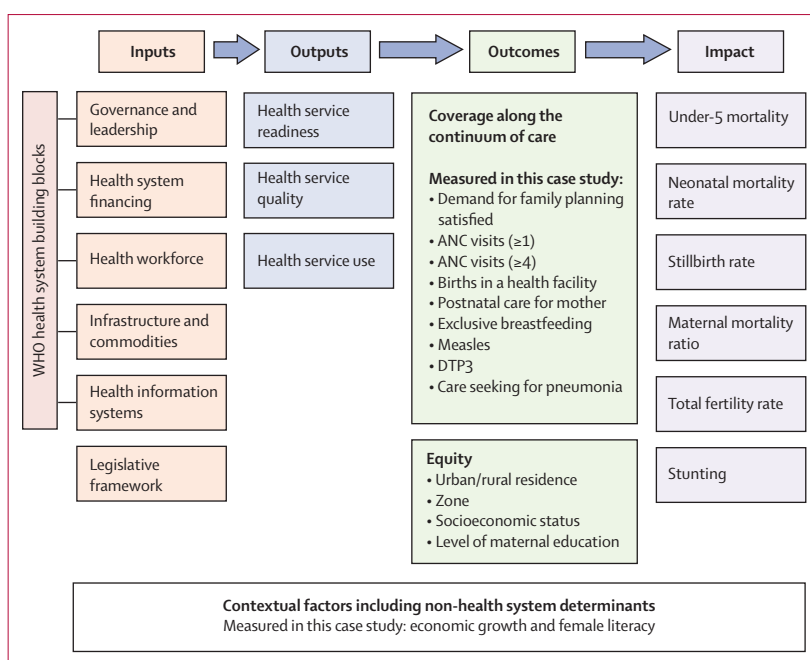 Inputs
Outputs
Outcomes
Impact
WHO health system building blocks
Governance and
leadership
Health system
financing
Health workforce
Infrastructure and
commodities
Health information
systems
Legislative
framework
Health service
readiness
Health service
quality
Health service use
Coverage along the
continuum of care
Measured in this case study:
• Demand for family planning
satisfied
• ANC visits (≥1)
• ANC visits (≥4)
• Births in a health facility
• Postnatal care for mother
• Exclusive breastfeeding
• Measles
• DTP3
• Care seeking for pneumonia
Equity
• Urban/rural residence
• Zone
• Socioeconomic status
• Level of maternal education
Under-5 mortality
Neonatal mortality
rate
Stillbirth rate
Maternal mortality
ratio
Total fertility rate
Stunting
Contextual factors including non-health system determinants
Measured in this case study: economic growth and female literacy